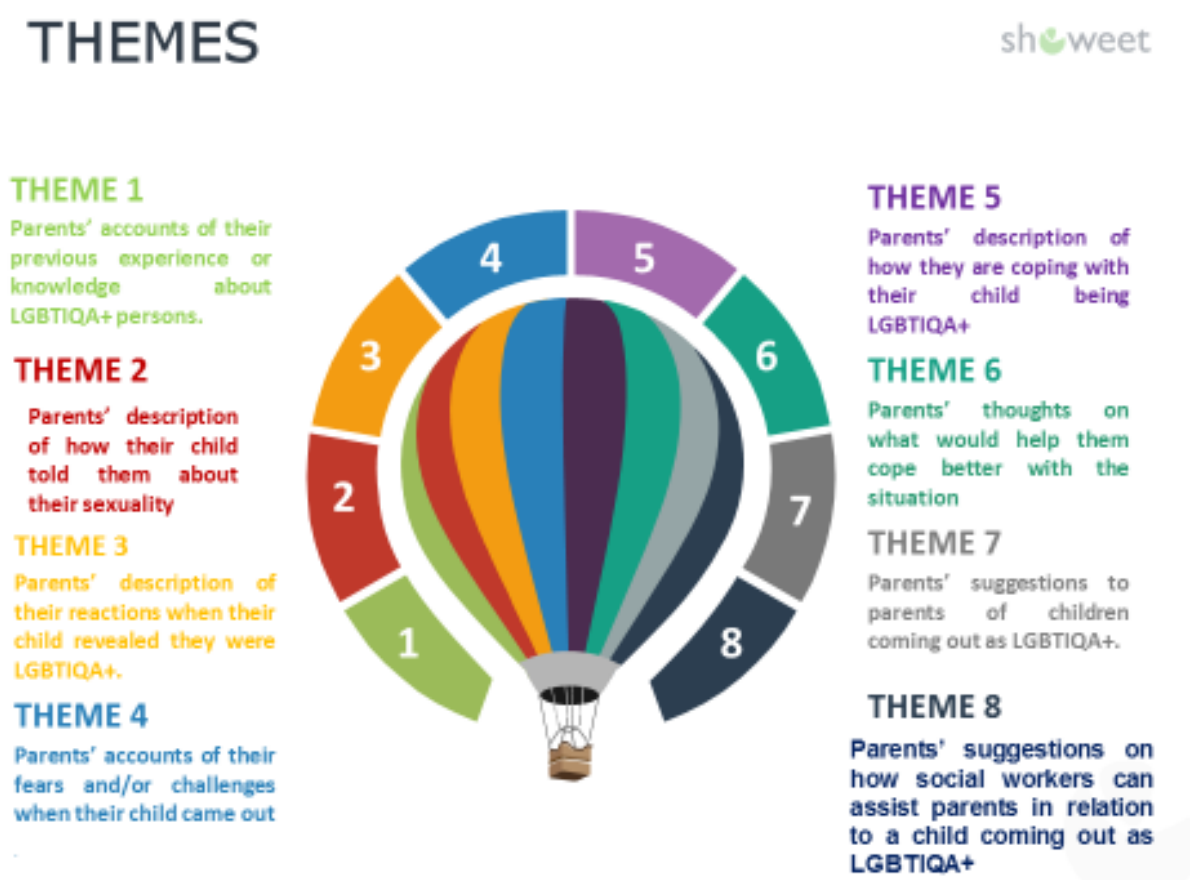 THEMES
showeet
THEME 1
Parents' accounts of their
previous experience or
knowledge about
LGBTIQA+ persons.
THEME 2
Parents' description
of how their child
told them about
their sexuality
THEME 3
Parents' description of
their reactions when their
child revealed they were
LGBTIQA+.
THEME 4
Parents' accounts of their
fears and/or challenges
when their child came out
1
2
3
4
5
6
7
8
THEME 5
Parents' description of
how they are coping with
their child being
LGBTIQA+
THEME 6
Parents' thoughts on
what would help them
cope better with the
situation
THEME 7
Parents' suggestions to
parents of children
coming out as LGBTIQA+.
THEME 8
Parents' suggestions on
how social workers can
assist parents in relation
to a child coming out as
LGBTIQA+